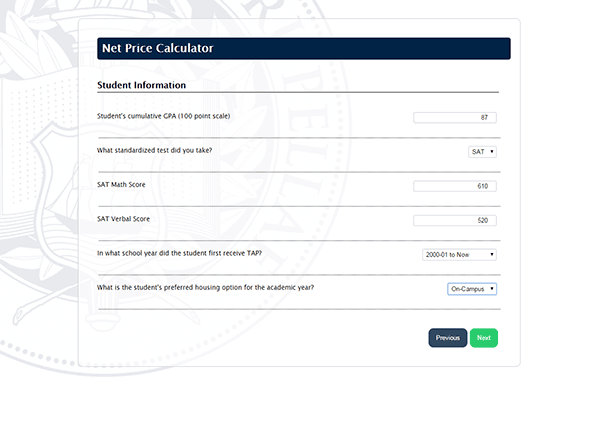 Net Price Calculator
Student Information
Student's cumulative GPA (100 point scale) 87
What standardized test did you take? SAT
SAT Math Score 610
SAT Verbal Score 520
In what school year did the student first receive TAP? 2000-01 to Now
What is the student's preferred housing option for the academic year? On-Campus
Previous Next